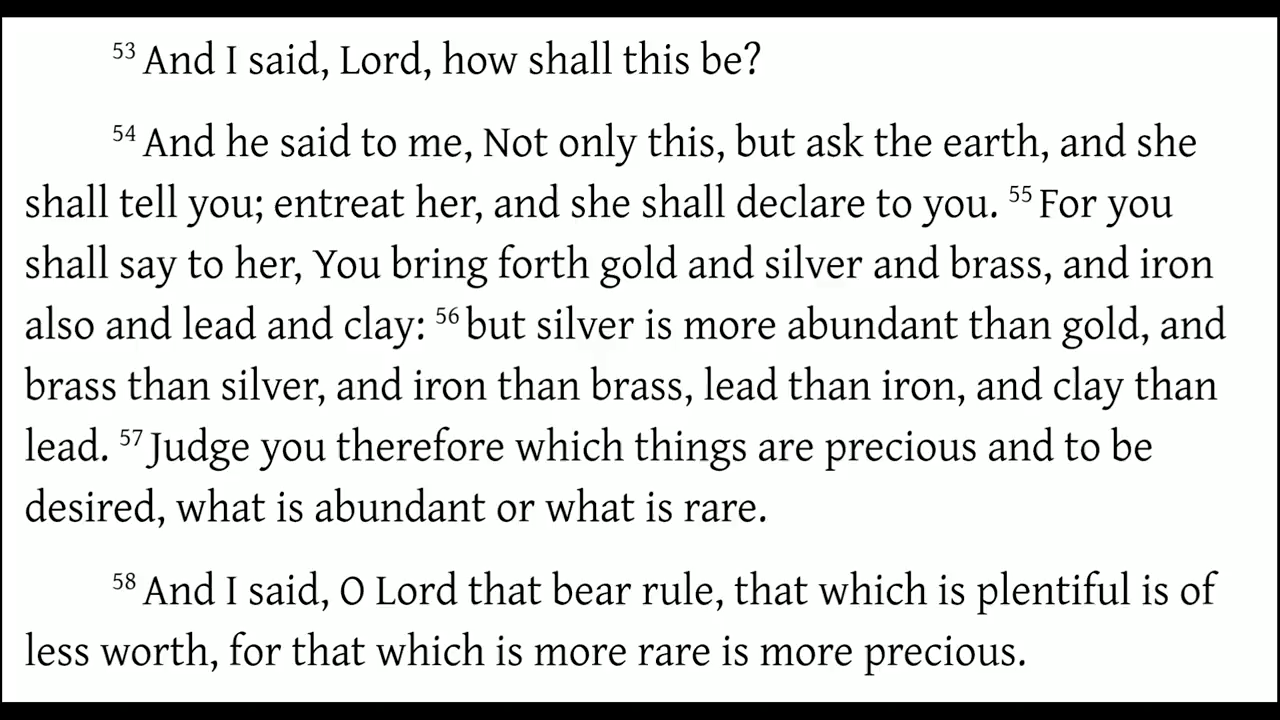 53 And I said, Lord, how shall this be?
54 And he said to me, Not only this, but ask the earth, and she
shall tell you; entreat her, and she shall declare to you. 55 For you
shall say to her, You bring forth gold and silver and brass, and iron
also and lead and clay: 56 but silver is more abundant than gold, and
brass than silver, and iron than brass, lead than iron, and clay than
lead. 57 Judge you therefore which things are precious and to be
desired, what is abundant or what is rare.
58 And I said, O Lord that bear rule, that which is plentiful is of
less worth, for that which is more rare is more precious.